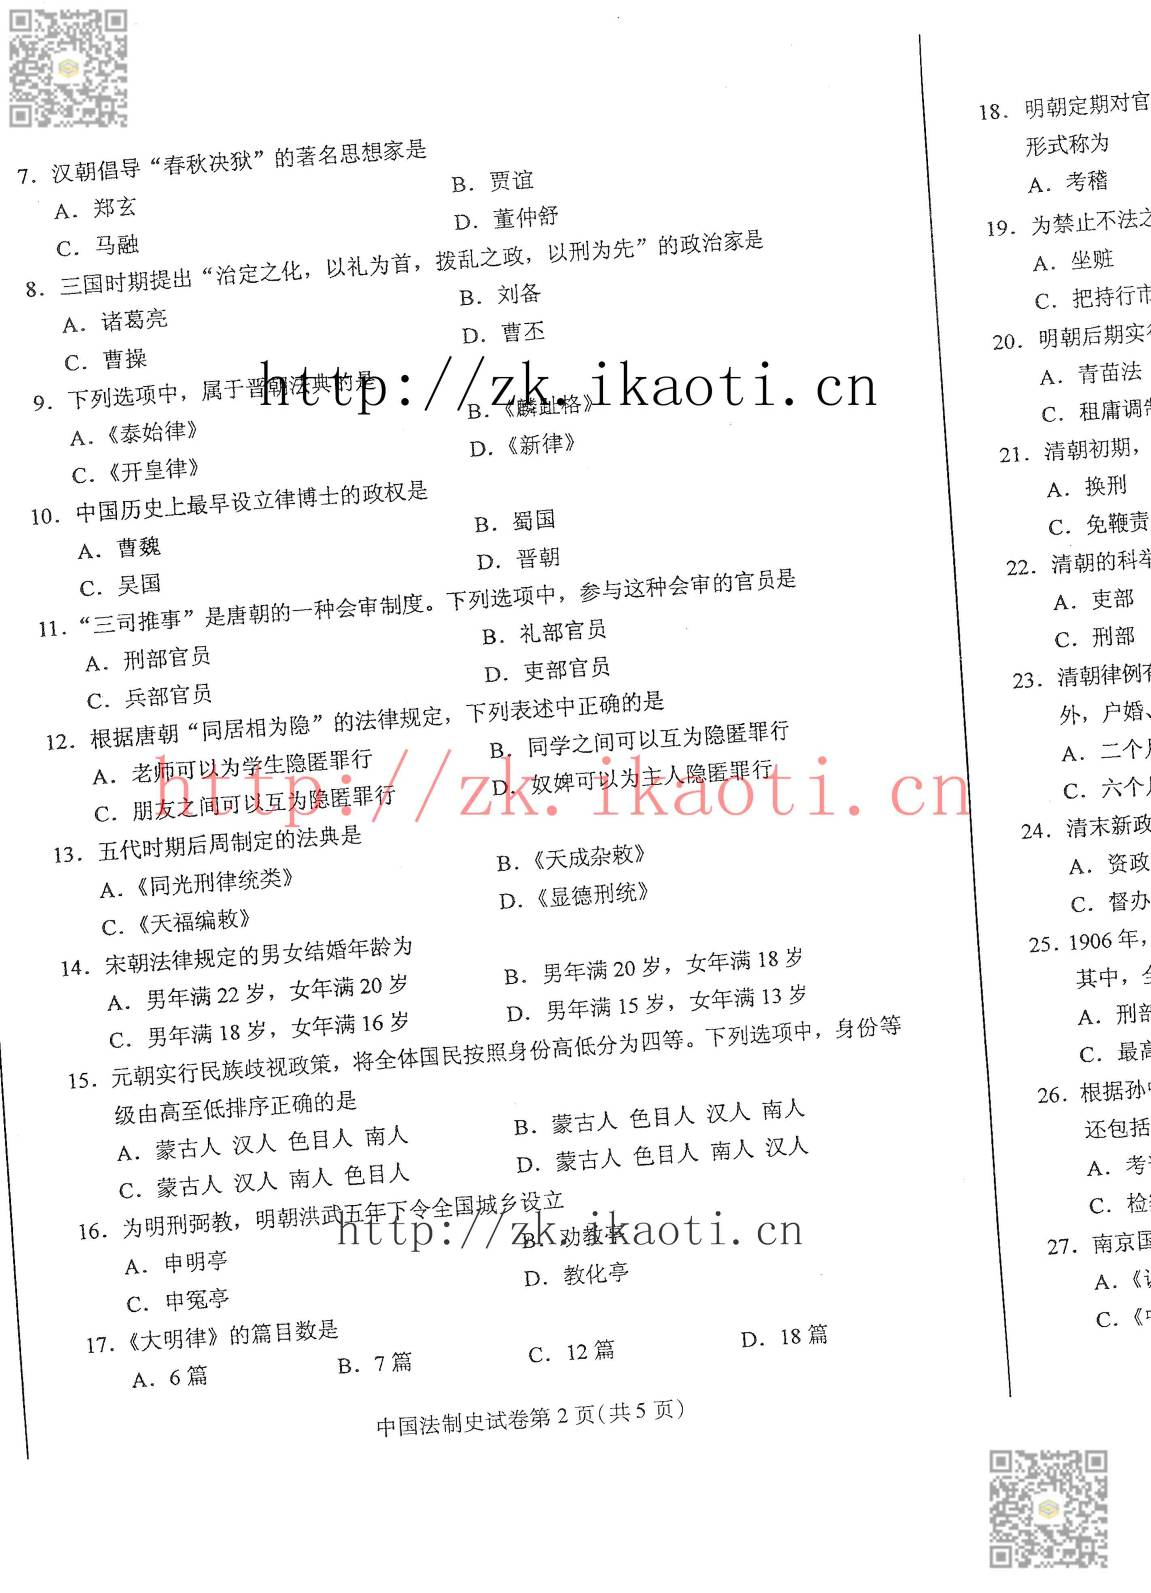 7. 汉朝倡导“春秋决狱”的著名思想家是
A. 郑玄
B. 贾谊
C. 马融
D. 董仲舒
8. 三国时期提出“治定之化，以礼为首，拨乱之政，以刑为先”的政治家是
A. 诸葛亮
B. 刘备
C. 曹操
D. 曹丕
9. 下列选项中，属于晋朝法典的是
http://zk.ikaoti.cn
A.《泰始律》
B.《麟趾格》
C.《开皇律》
D.《新律》
10. 中国历史上最早设立律博士的政权是
A. 曹魏
B. 蜀国
C. 吴国
D. 晋朝
11.“三司推事”是唐朝的一种会审制度。下列选项中，参与这种会审的官员是
A. 刑部官员
B. 礼部官员
C. 兵部官员
D. 吏部官员
12. 根据唐朝“同居相为隐”的法律规定，下列表述中正确的是
A. 老师可以为学生隐匿罪行
B. 同学之间可以互为隐匿罪行
C. 朋友之间可以互为隐匿罪行
D. 奴婢可以为主人隐匿罪行
http://zk.ikaoti.cn
13. 五代时期后周制定的法典是
A.《同光刑律统类》
B.《天成杂敕》
C.《天福编敕》
D.《显德刑统》
14. 宋朝法律规定的男女结婚年龄为
A. 男年满 22 岁，女年满 20 岁
B. 男年满 20 岁，女年满 18 岁
C. 男年满 18 岁，女年满 16 岁
D. 男年满 15 岁，女年满 13 岁
15. 元朝实行民族歧视政策，将全体国民按照身份高低分为四等。下列选项中，身份等
级由高至低排序正确的是
A. 蒙古人 汉人 色目人 南人
B. 蒙古人 色目人 汉人 南人
C. 蒙古人 汉人 南人 色目人
D. 蒙古人 色目人 南人 汉人
16. 为明刑弼教，明朝洪武五年下令全国城乡设立
http://zk.ikaoti.cn
A. 申明亭
B. 劝教亭
C. 申冤亭
D. 教化亭
17.《大明律》的篇目数是
A. 6 篇
B. 7 篇
C. 12 篇
D. 18 篇
中国法制史试卷第 2 页(共 5 页)
18. 明朝定期对官
形式称为
A. 考稽
19. 为禁止不法之
A. 坐赃
C. 把持行市
20. 明朝后期实行
A. 青苗法
C. 租庸调制
21. 清朝初期，
A. 换刑
C. 免鞭责
22. 清朝的科举
A. 吏部
C. 刑部
23. 清朝律例有
外，户婚、
A. 二个月
C. 六个月
24. 清末新政
A. 资政
C. 督办
25. 1906 年，
其中，
A. 刑部
C. 最高
26. 根据孙中
还包括
A. 考
C. 检
27. 南京国
A.《
C.《